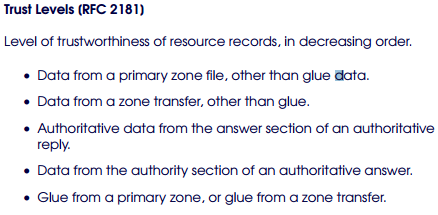 Trust Levels (RFC 2181)
Level of trustworthiness of resource records, in decreasing order.
• Data from a primary zone file, other than glue data.
• Data from a zone transfer, other than glue.
• Authoritative data from the answer section of an authoritative
reply.
• Data from the authority section of an authoritative answer.
• Glue from a primary zone, or glue from a zone transfer.